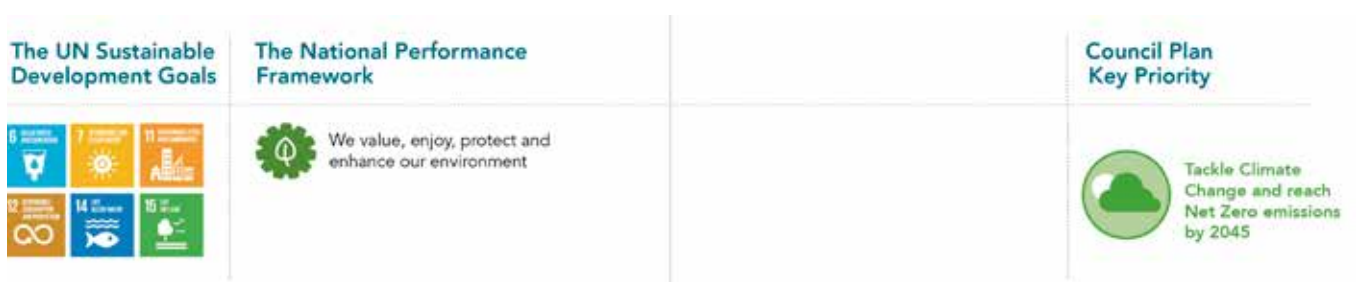 The UN Sustainable
Development Goals
The National Performance
Framework
Council Plan
Key Priority
6
7
11
12
14
15
We value, enjoy, protect and
enhance our environment
Tackle Climate
Change and reach
Net Zero emissions
by 2045